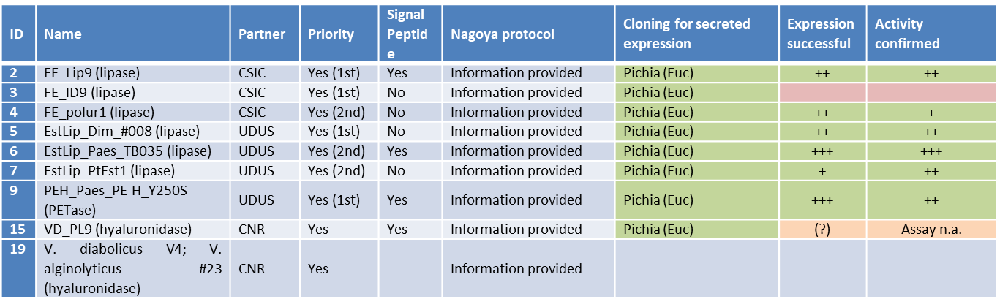 ID Name Partner Priority Signal Peptid e Nagoya protocol Cloning for secreted expression Expression successful Activity confirmed
2 FE_Lip9 (lipase) CSIC Yes (1st) Yes Information provided Pichia (Euc) ++ ++
3 FE_ID9 (lipase) CSIC Yes (1st) No Information provided Pichia (Euc) - -
4 FE_polur1 (lipase) CSIC Yes (2nd) No Information provided Pichia (Euc) ++ +
5 EstLip_Dim_#008 (lipase) UDUS Yes (1st) No Information provided Pichia (Euc) ++ ++
6 EstLip_Paes_TB035 (lipase) UDUS Yes (2nd) Yes Information provided Pichia (Euc) +++ +++
7 EstLip_PtEst1 (lipase) UDUS Yes (2nd) No Information provided Pichia (Euc) + ++
9 PEH_Paes_PE-H_Y250S (PETase) UDUS Yes (1st) Yes Information provided Pichia (Euc) +++ ++
15 VD_PL9 (hyaluronidase) CNR Yes Yes Information provided Pichia (Euc) (?) Assay n.a.
19 V. diabolicus V4; V. alginolyticus #23 (hyaluronidase) CNR Yes - Information provided